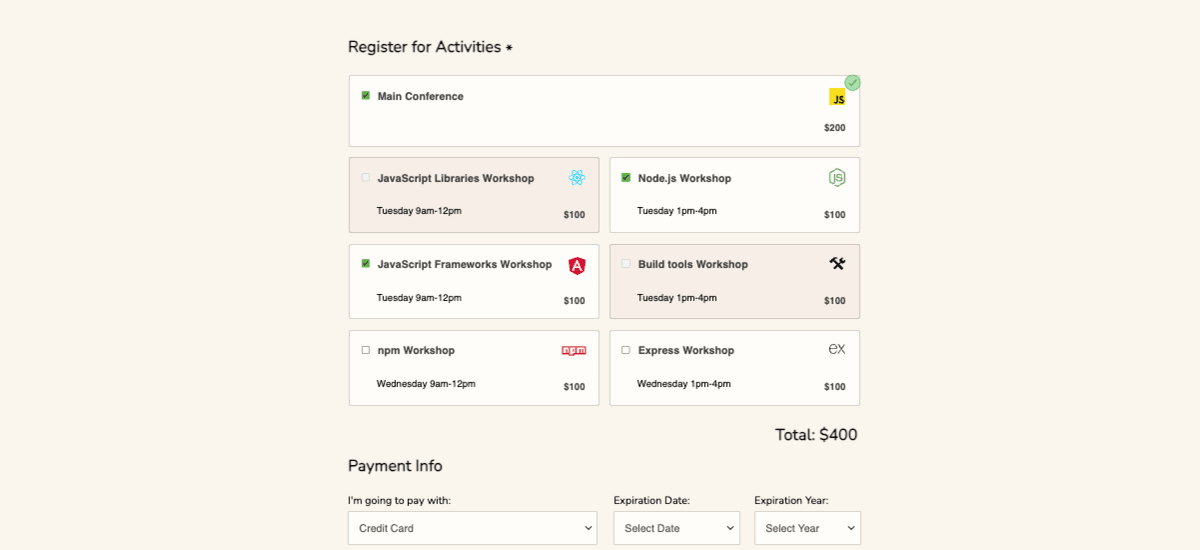 Register for Activities *
Main Conference
JS
$200
JavaScript Libraries Workshop
Tuesday 9am-12pm
$100
Node.js Workshop
JS
Tuesday 1pm-4pm
$100
JavaScript Frameworks Workshop
A
Tuesday 9am-12pm
$100
Build tools Workshop
Tuesday 1pm-4pm
$100
npm Workshop
npm
Wednesday 9am-12pm
$100
Express Workshop
ex
Wednesday 1pm-4pm
$100
Total: $400
Payment Info
I'm going to pay with:
Credit Card
Expiration Date:
Select Date
Expiration Year:
Select Year